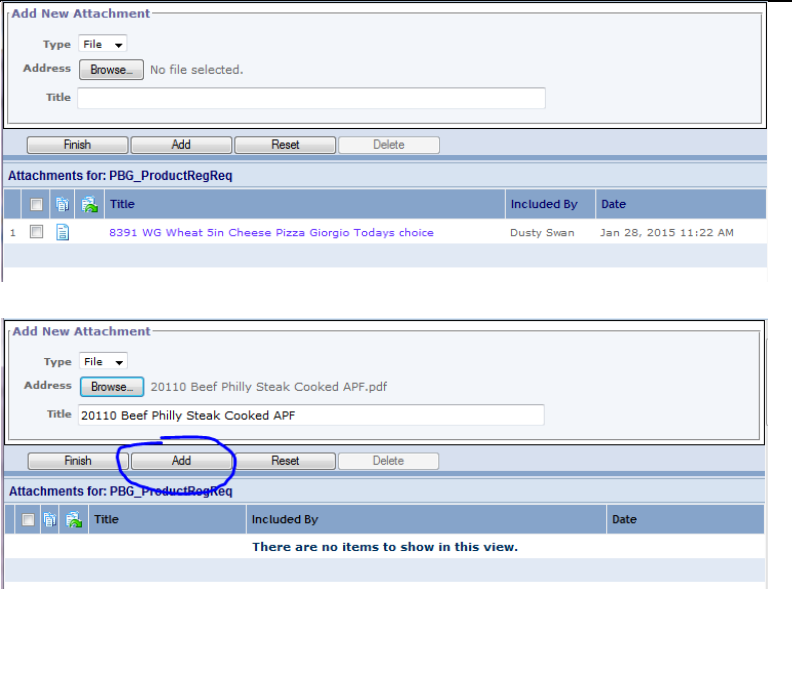 Add New Attachment
Type File
Address Browse... No file selected.
Title
Finish Add Reset Delete
Attachments for: PBG_ProductRegReq
Title Included By Date
1 8391 WG Wheat 5in Cheese Pizza Giorgio Todays choice Dusty Swan Jan 28, 2015 11:22 AM
Add New Attachment
Type File
Address Browse... 20110 Beef Philly Steak Cooked APF.pdf
Title 20110 Beef Philly Steak Cooked APF
Finish Add Reset Delete
Attachments for: PBG_ProductRegReq
Title Included By Date
There are no items to show in this view.